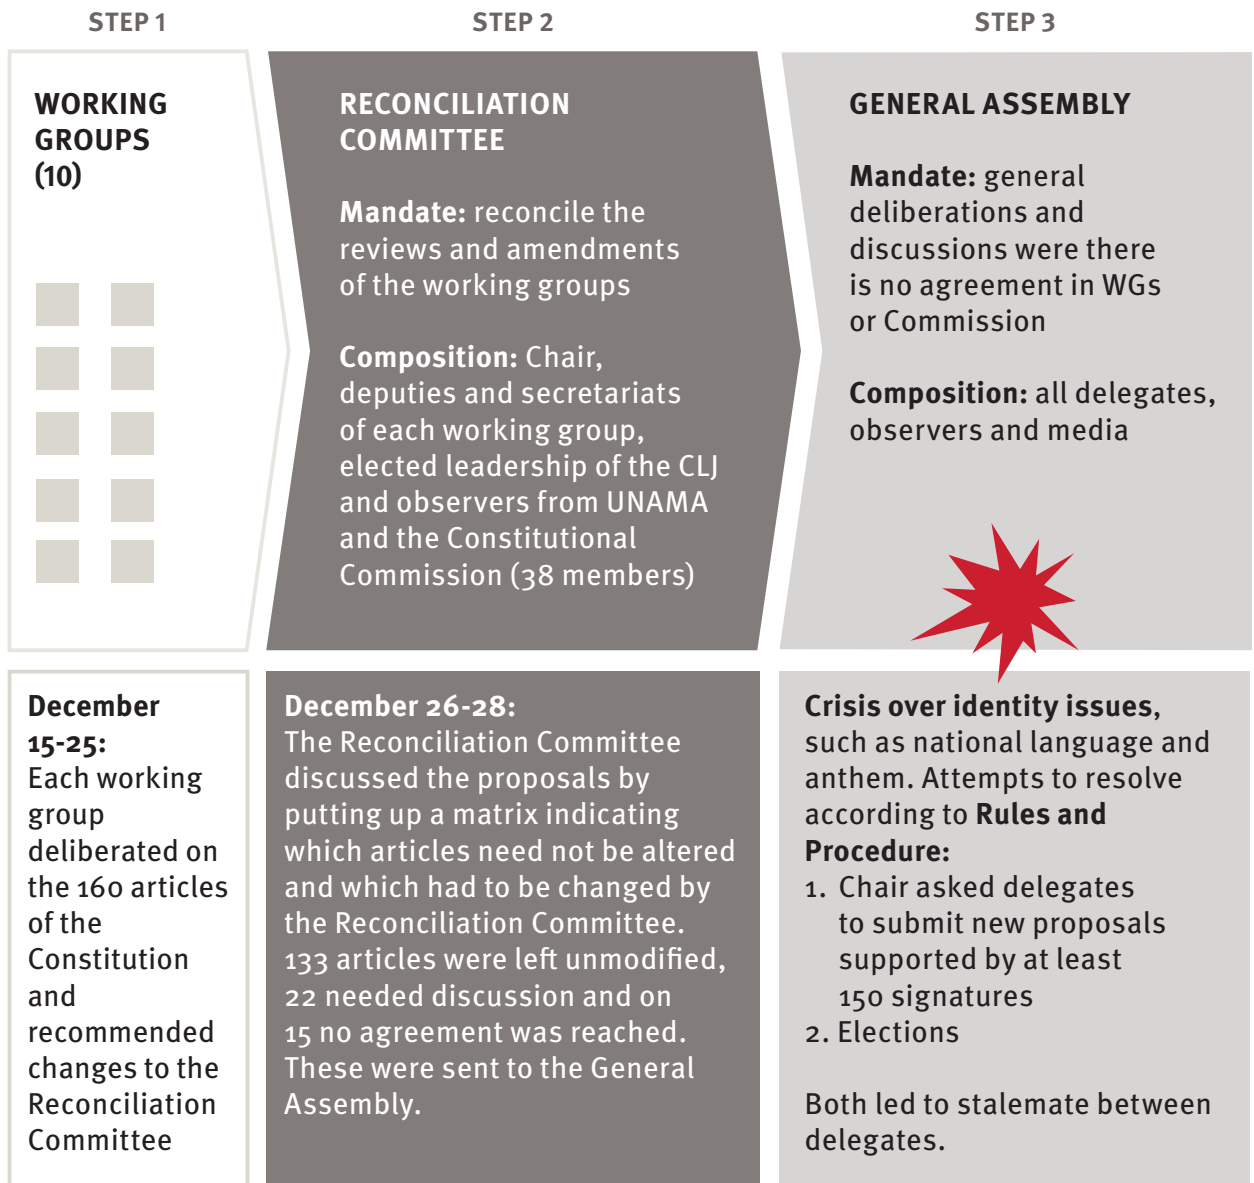 STEP 1
STEP 2
STEP 3
WORKING
GROUPS
(10)
RECONCILIATION
COMMITTEE
Mandate: reconcile the
reviews and amendments
of the working groups
Composition: Chair,
deputies and secretariats
of each working group,
elected leadership of the CLJ
and observers from UNAMA
and the Constitutional
Commission (38 members)
GENERAL ASSEMBLY
Mandate: general
deliberations and
discussions were there
is no agreement in WGs
or Commission
Composition: all delegates,
observers and media
December
15-25:
Each working
group
deliberated on
the 160 articles
of the
Constitution
and
recommended
changes to the
Reconciliation
Committee
December 26-28:
The Reconciliation Committee
discussed the proposals by
putting up a matrix indicating
which articles need not be altered
and which had to be changed by
the Reconciliation Committee.
133 articles were left unmodified,
22 needed discussion and on
15 no agreement was reached.
These were sent to the General
Assembly.
Crisis over identity issues,
such as national language and
anthem. Attempts to resolve
according to Rules and
Procedure:
1. Chair asked delegates
to submit new proposals
supported by at least
150 signatures
2. Elections
Both led to stalemate between
delegates.